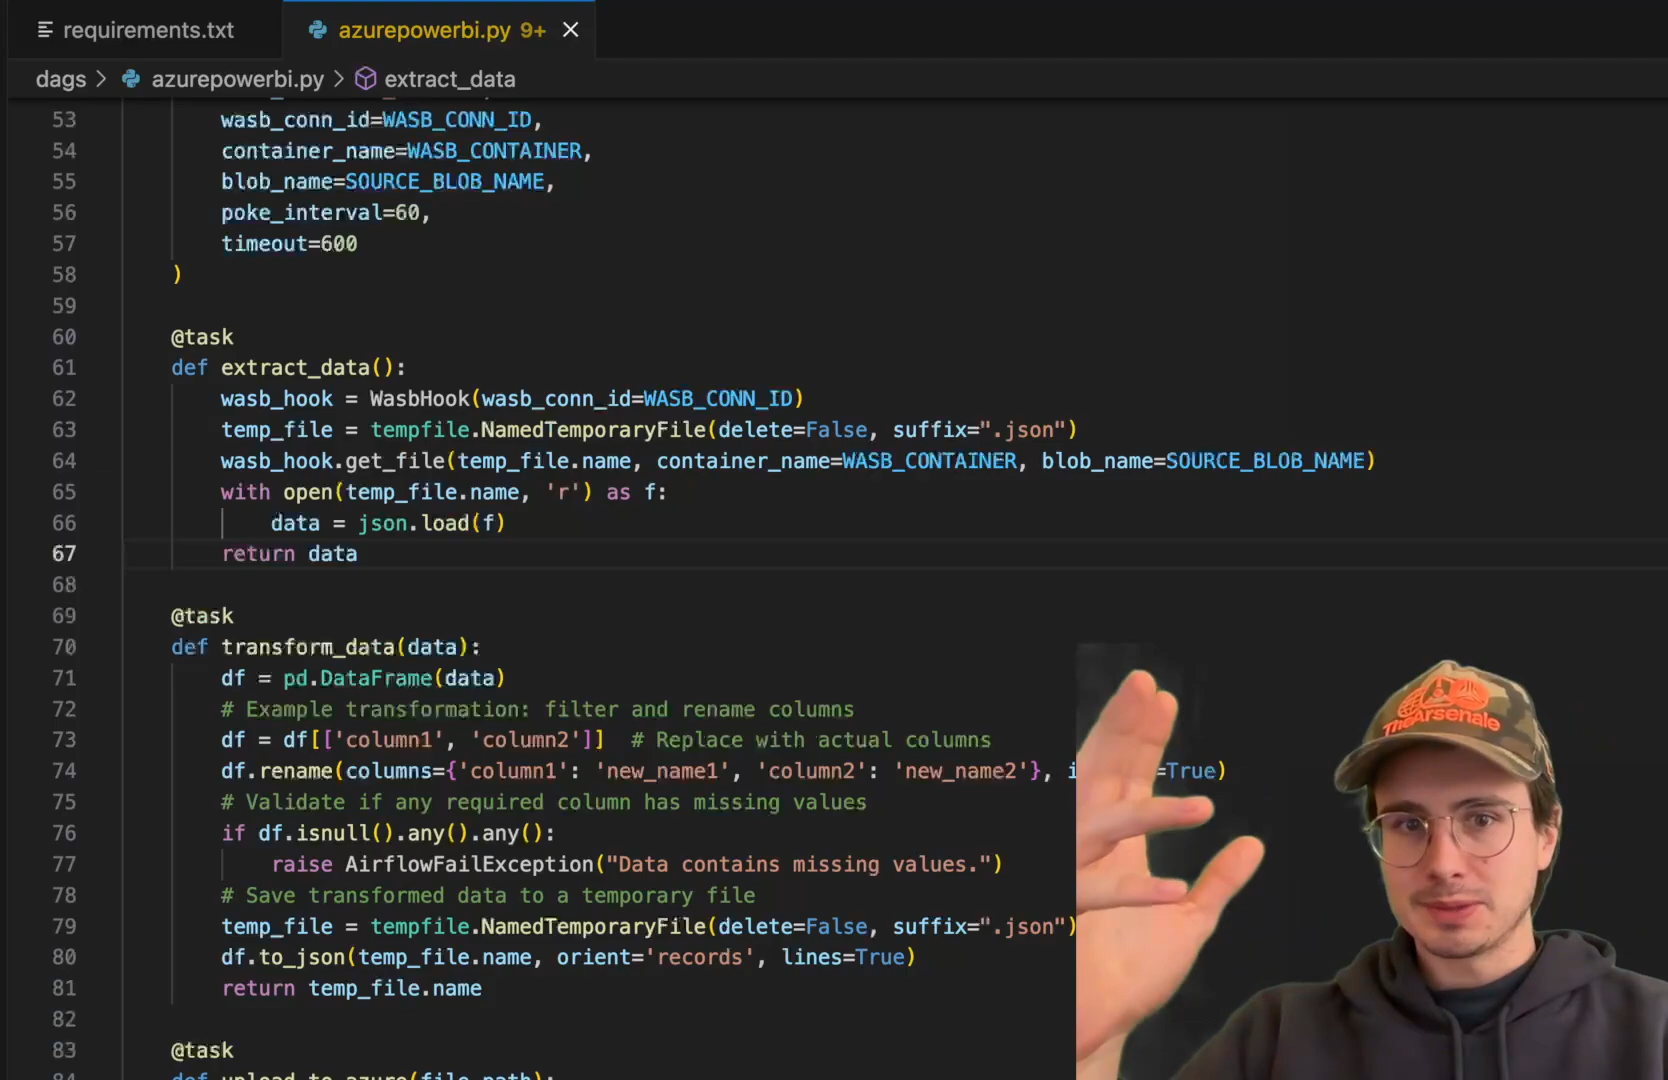 requirements.txt
azurepowerbi.py 9+
dags > azurepowerbi.py > extract_data
53 wasb_conn_id=WASB_CONN_ID,
54 container_name=WASB_CONTAINER,
55 blob_name=SOURCE_BLOB_NAME,
56 poke_interval=60,
57 timeout=600
58 )
59
60 @task
61 def extract_data():
62 wasb_hook = WasbHook(wasb_conn_id=WASB_CONN_ID)
63 temp_file = tempfile.NamedTemporaryFile(delete=False, suffix=".json")
64 wasb_hook.get_file(temp_file.name, container_name=WASB_CONTAINER, blob_name=SOURCE_BLOB_NAME)
65 with open(temp_file.name, 'r') as f:
66 data = json.load(f)
67 return data
68
69 @task
70 def transform_data(data):
71 df = pd.DataFrame(data)
72 # Example transformation: filter and rename columns
73 df = df[['column1', 'column2']] # Replace with actual columns
74 df.rename(columns={'column1': 'new_name1', 'column2': 'new_name2'}, i =True)
75 # Validate if any required column has missing values
76 if df.isnull().any().any():
77 raise AirflowFailException("Data contains missing values.")
78 # Save transformed data to a temporary file
79 temp_file = tempfile.NamedTemporaryFile(delete=False, suffix=".json")
80 df.to_json(temp_file.name, orient='records', lines=True)
81 return temp_file.name
82
83 @task
84 def upload_to_azure(file_path):
TheArsenale